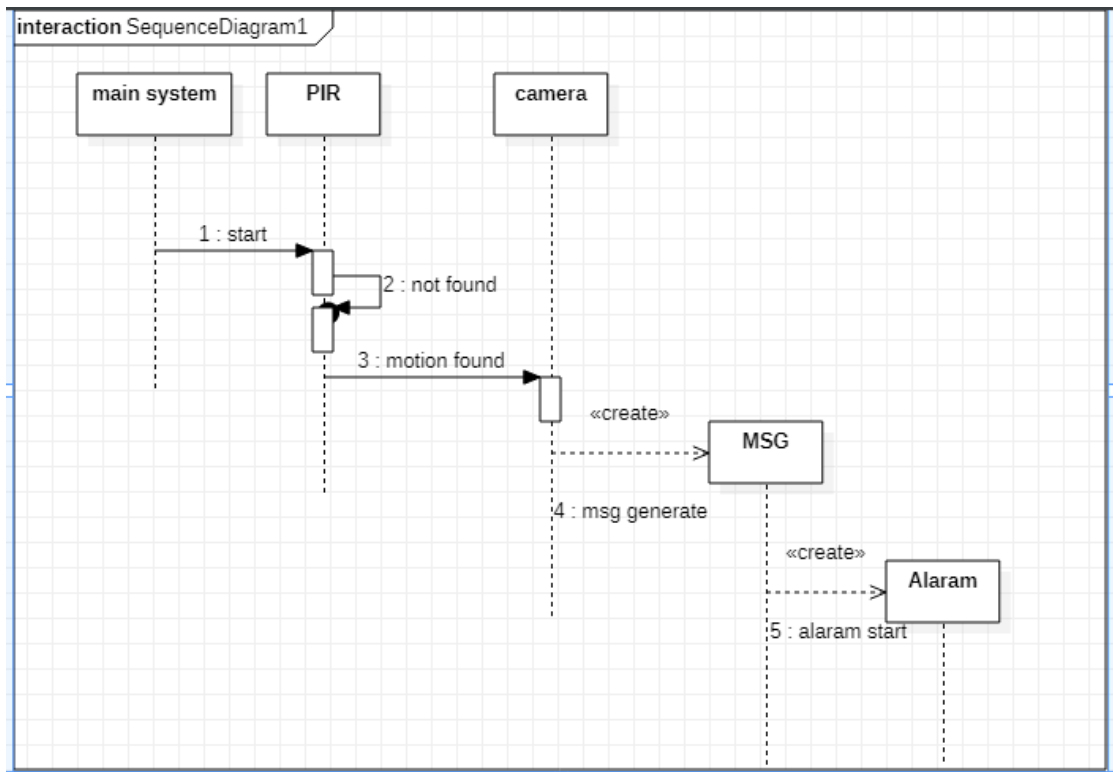 interaction SequenceDiagram1
main system
PIR
camera
1 : start
2 : not found
3 : motion found
«create»
MSG
4 : msg generate
«create»
Alaram
5 : alaram start